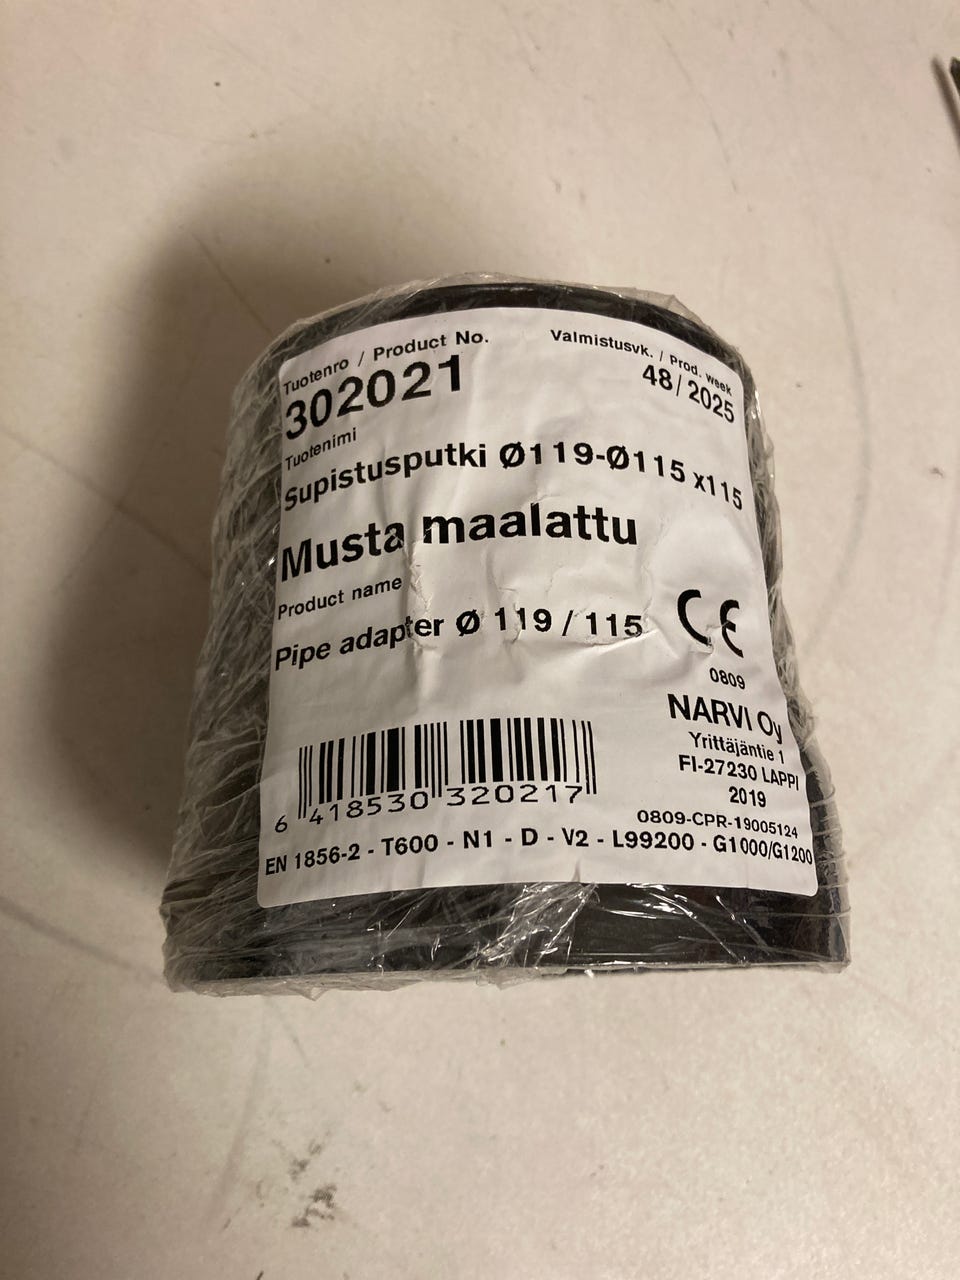 Tuotenro / Product No.
302021
Valmistusvk. / Prod. week
48/2025
Tuotenimi
Supistusputki Ø119-Ø115 x115
Musta maalattu
Product name
Pipe adapter Ø 119 / 115
CE
0809
NARVI Oy
Yrittäjäntie 1
FI-27230 LAPPI
2019
0809-CPR-19005124
6 418530 320217
EN 1856-2 - T600 - N1 - D - V2 - L99200 - G1000/G1200